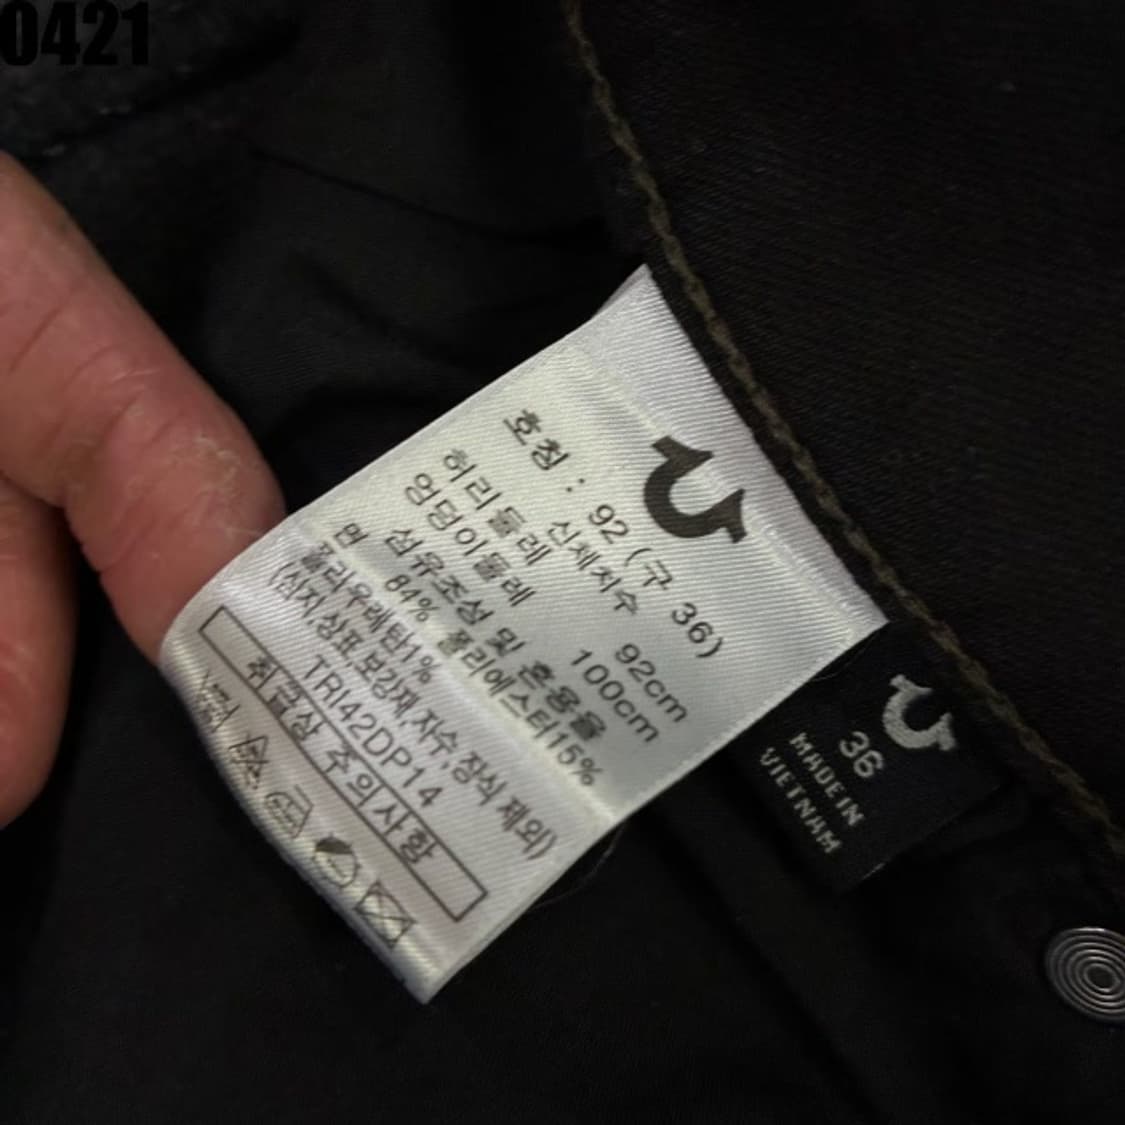 0421
호칭 : 92 (구 36)
신체치수
허리둘레 92cm
엉덩이둘레 100cm
섬유조성 및 혼용율
면 84% 폴리에스터15%
폴리우레탄1%
(심지,상표,보강재,자수,장식 제외)
TRI42DP14
취급상 주의사항
36
MADE IN
VIETNAM